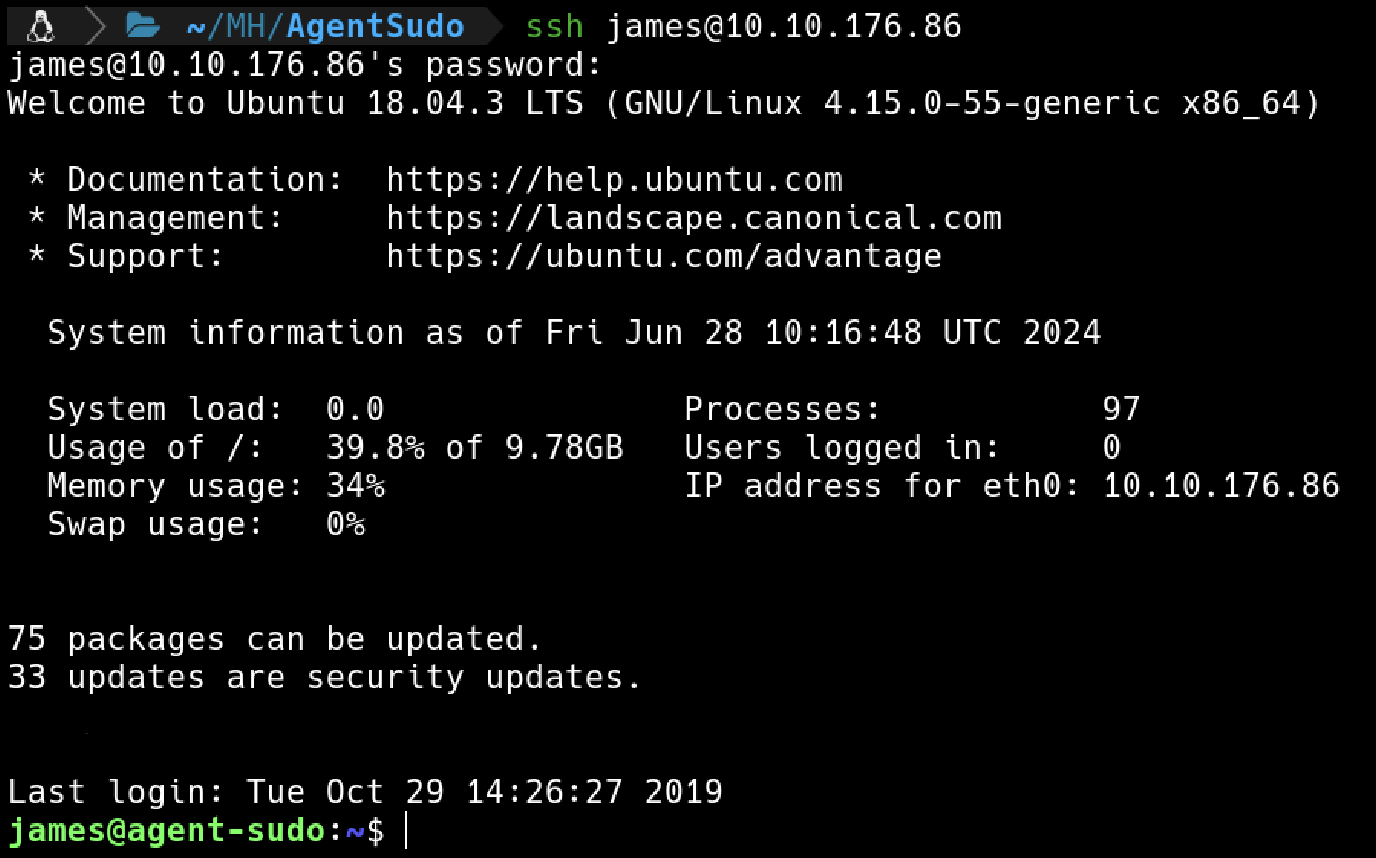 ~/MH/AgentSudo ssh james@10.10.176.86
james@10.10.176.86's password:
Welcome to Ubuntu 18.04.3 LTS (GNU/Linux 4.15.0-55-generic x86_64)
* Documentation: https://help.ubuntu.com
* Management: https://landscape.canonical.com
* Support: https://ubuntu.com/advantage
System information as of Fri Jun 28 10:16:48 UTC 2024
System load: 0.0 Processes: 97
Usage of /: 39.8% of 9.78GB Users logged in: 0
Memory usage: 34% IP address for eth0: 10.10.176.86
Swap usage: 0%
75 packages can be updated.
33 updates are security updates.
Last login: Tue Oct 29 14:26:27 2019
james@agent-sudo:~$